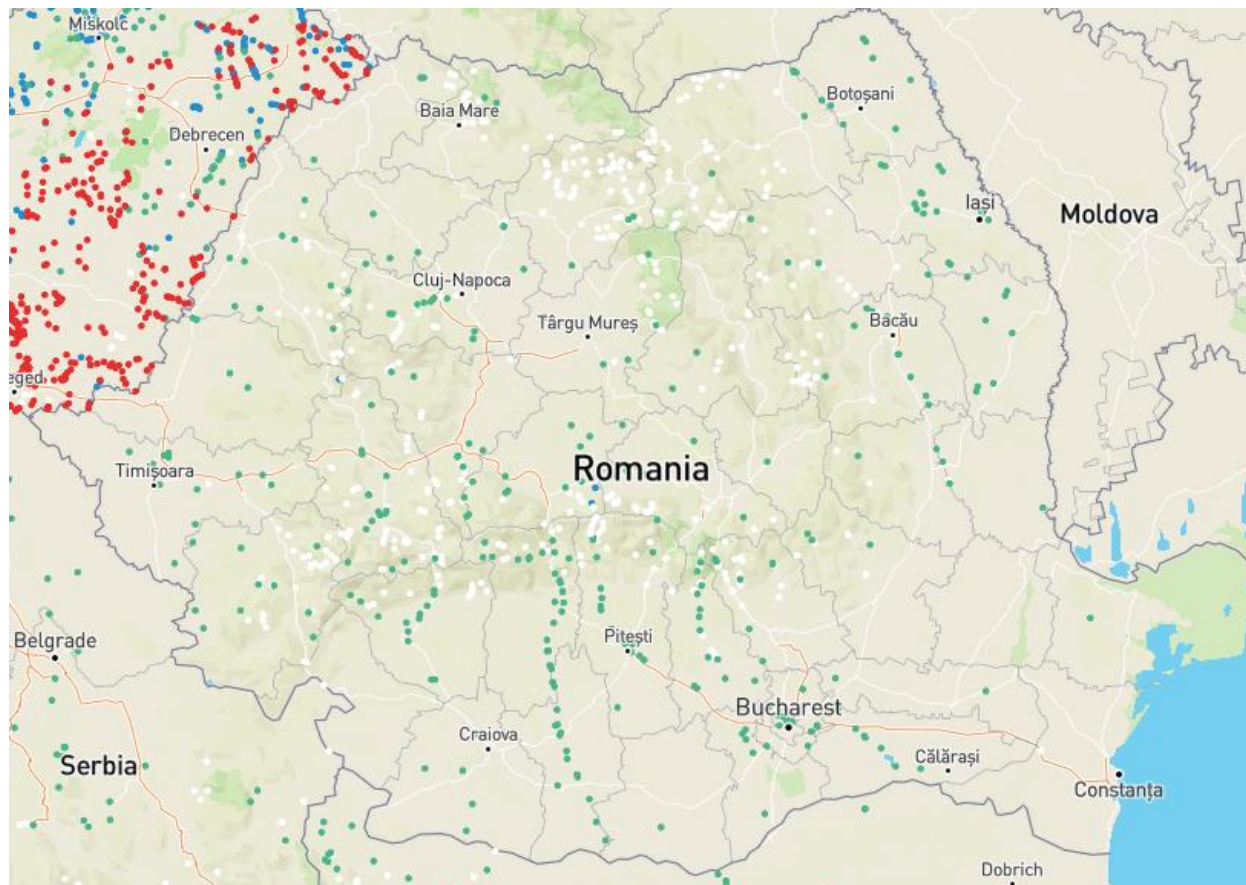 Miskolc
Botoșani
Baia Mare
Debrecen
Iași
Moldova
Cluj-Napoca
Târgu Mureș
Bacău
eged
Romania
Timișoara
Belgrade
Pitești
Bucharest
Craiova
Serbia
Călărași
Constanța
Dobrich